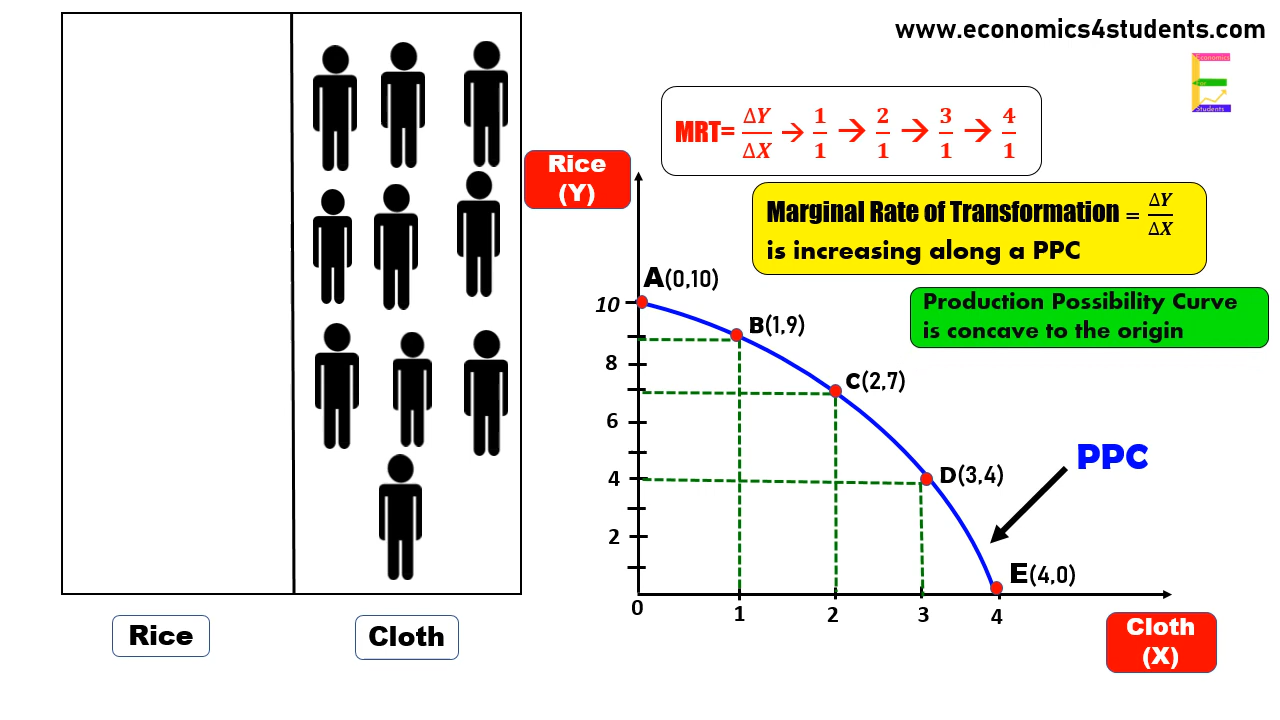 www.economics4students.com
Economics
for
Students
MRT= ΔY/ΔX → 1/1 → 2/1 → 3/1 → 4/1
Rice
(Y)
Marginal Rate of Transformation = ΔY/ΔX
is increasing along a PPC
Production Possibility Curve
is concave to the origin
A(0,10)
10
B(1,9)
8
C(2,7)
6
PPC
4
D(3,4)
2
E(4,0)
0
1
2
3
4
Cloth
(X)
Rice
Cloth